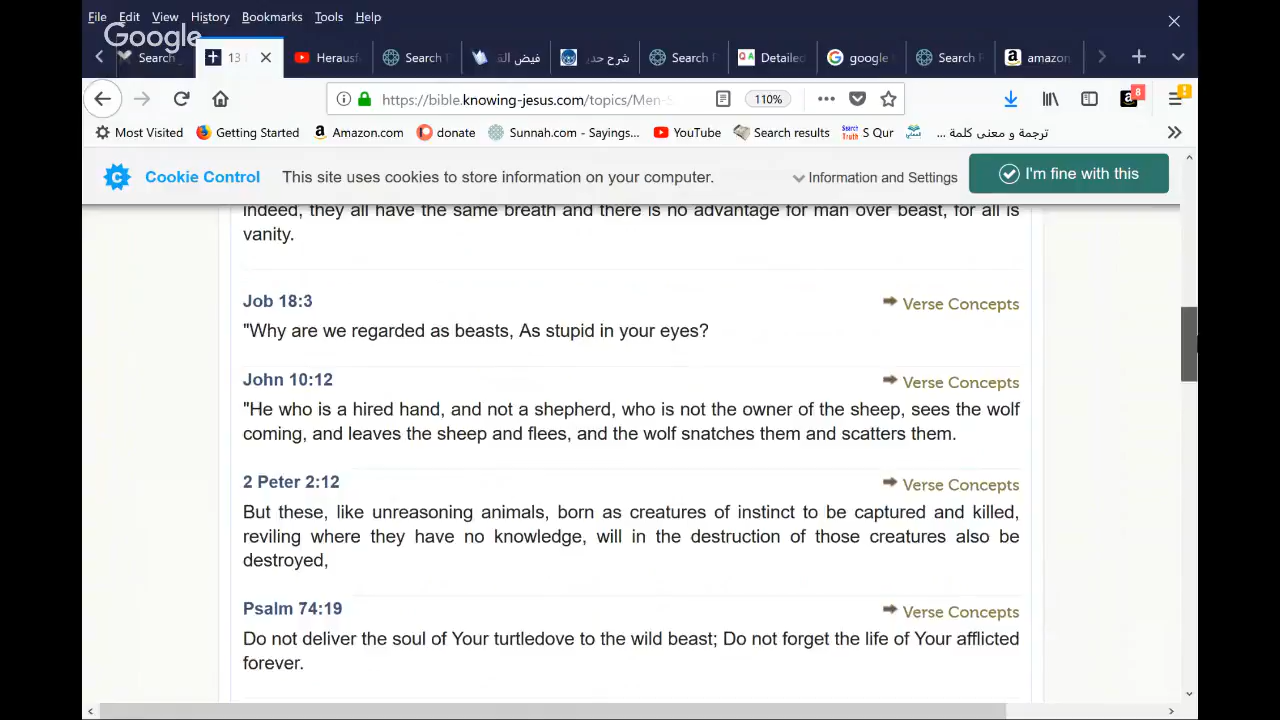 File Edit View History Bookmarks Tools Help
Google
Search
13
Herausf
Search
فيض الق
شرح حدي
Search
Detailed
google
Search
amazon
https://bible.knowing-jesus.com/topics/Men-
110%
8
Most Visited Getting Started Amazon.com donate Sunnah.com - Sayings... YouTube Search results S Qur ترجمة و معنى كلمة ...
Cookie Control This site uses cookies to store information on your computer. Information and Settings I'm fine with this
indeed, they all have the same breath and there is no advantage for man over beast, for all is
vanity.
Job 18:3 Verse Concepts
"Why are we regarded as beasts, As stupid in your eyes?
John 10:12 Verse Concepts
"He who is a hired hand, and not a shepherd, who is not the owner of the sheep, sees the wolf
coming, and leaves the sheep and flees, and the wolf snatches them and scatters them.
2 Peter 2:12 Verse Concepts
But these, like unreasoning animals, born as creatures of instinct to be captured and killed,
reviling where they have no knowledge, will in the destruction of those creatures also be
destroyed,
Psalm 74:19 Verse Concepts
Do not deliver the soul of Your turtledove to the wild beast; Do not forget the life of Your afflicted
forever.